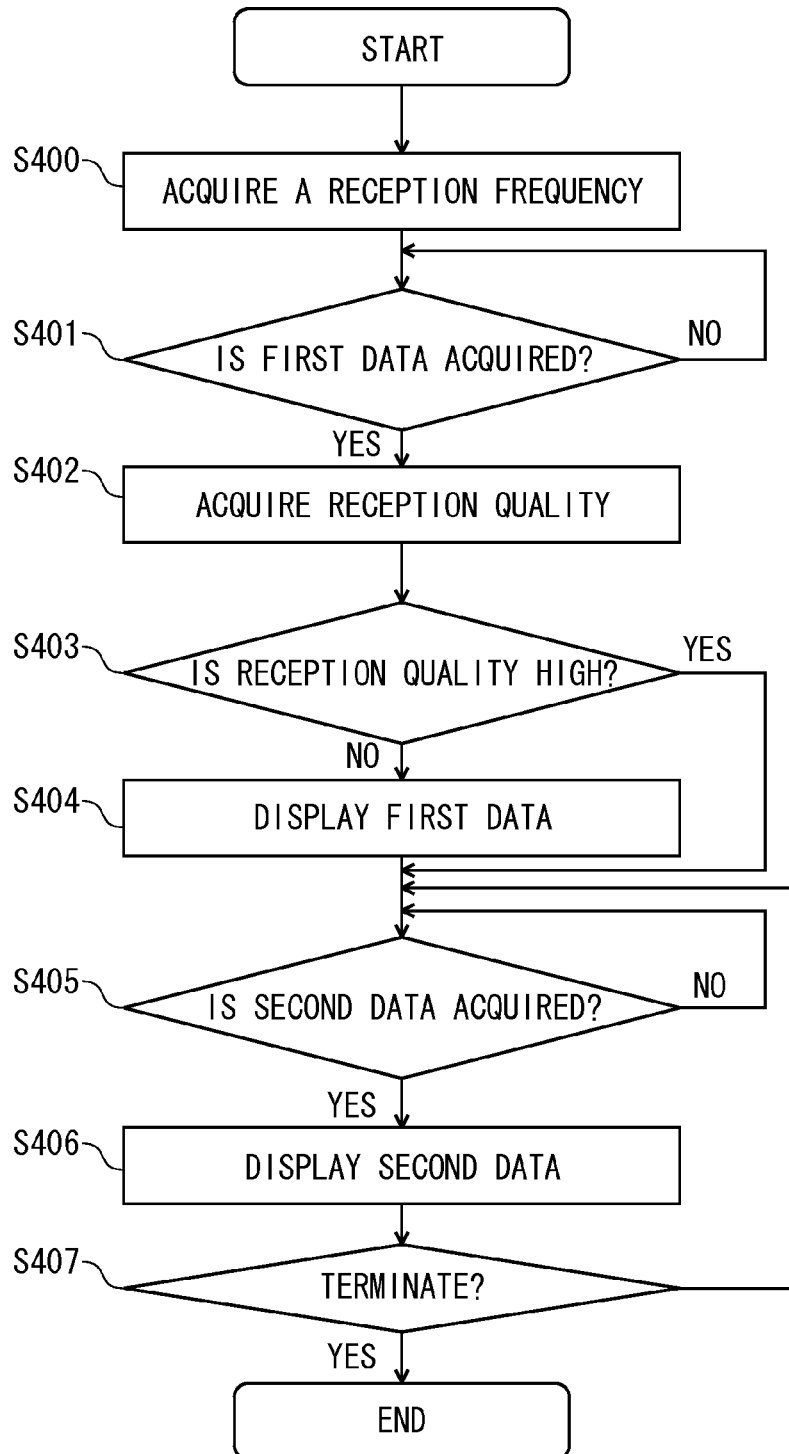 START
S400
ACQUIRE A RECEPTION FREQUENCY
S401
IS FIRST DATA ACQUIRED?
NO
YES
S402
ACQUIRE RECEPTION QUALITY
S403
IS RECEPTION QUALITY HIGH?
YES
NO
S404
DISPLAY FIRST DATA
S405
IS SECOND DATA ACQUIRED?
NO
YES
S406
DISPLAY SECOND DATA
S407
TERMINATE?
YES
END